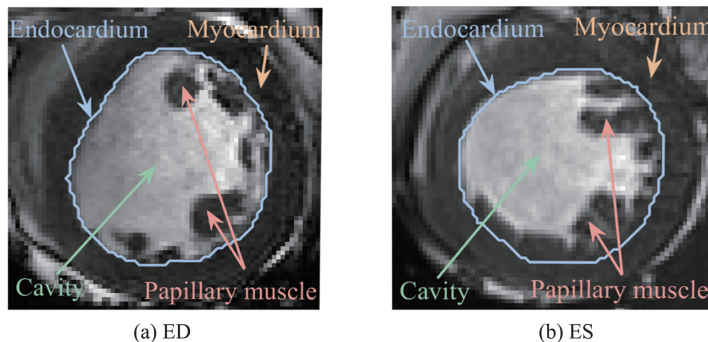 Endocardium
Myocardium
Cavity
Papillary muscle
(a) ED
Endocardium
Myocardium
Cavity
Papillary muscle
(b) ES